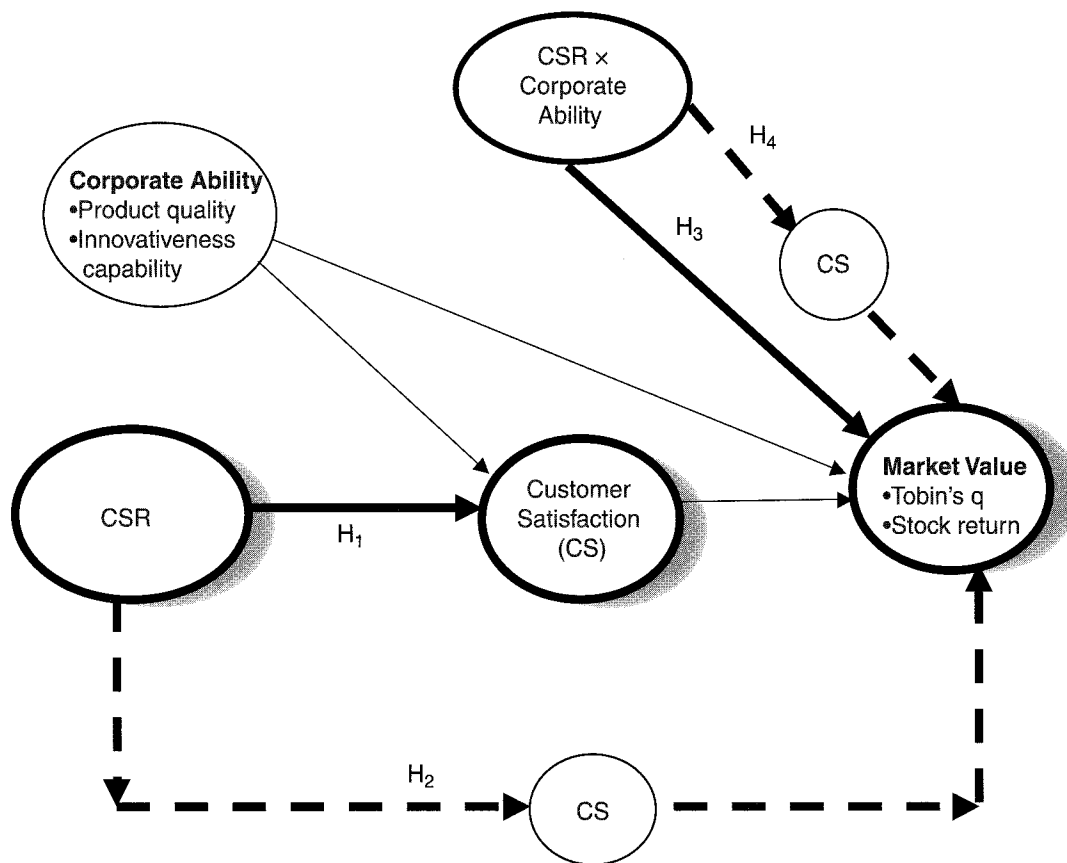 CSR ×
Corporate
Ability
H₄
Corporate Ability
•Product quality
•Innovativeness
capability
H₃
CS
CSR
H₁
Customer
Satisfaction
(CS)
Market Value
•Tobin's q
•Stock return
H₂
CS